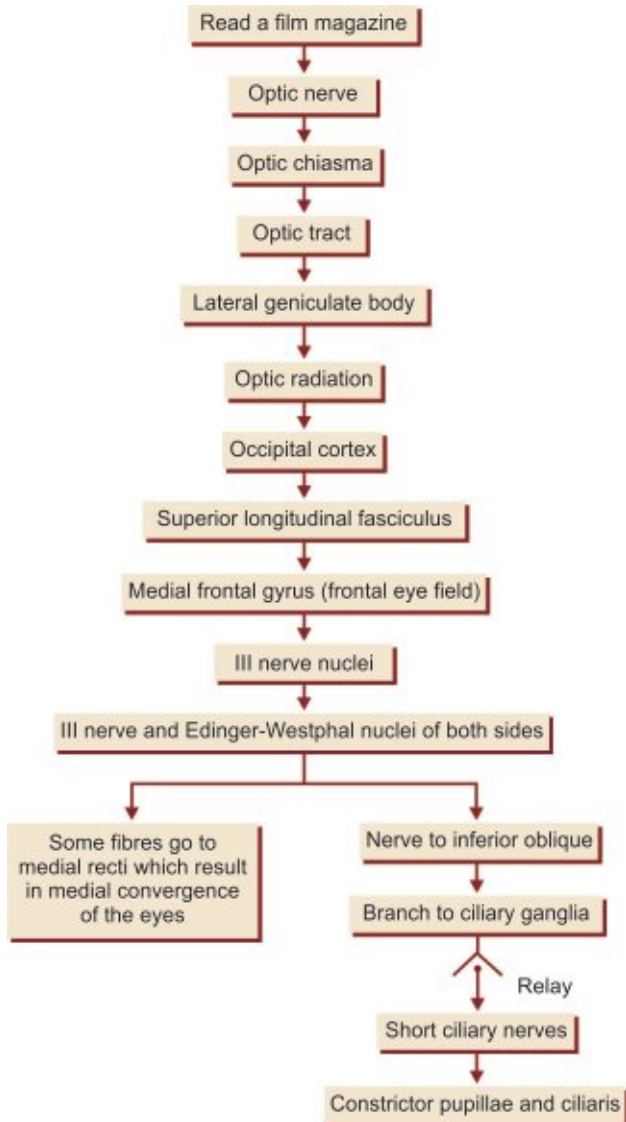 Read a film magazine
Optic nerve
Optic chiasma
Optic tract
Lateral geniculate body
Optic radiation
Occipital cortex
Superior longitudinal fasciculus
Medial frontal gyrus (frontal eye field)
III nerve nuclei
III nerve and Edinger-Westphal nuclei of both sides
Some fibres go to
medial recti which result
in medial convergence
of the eyes
Nerve to inferior oblique
Branch to ciliary ganglia
Relay
Short ciliary nerves
Constrictor pupillae and ciliaris